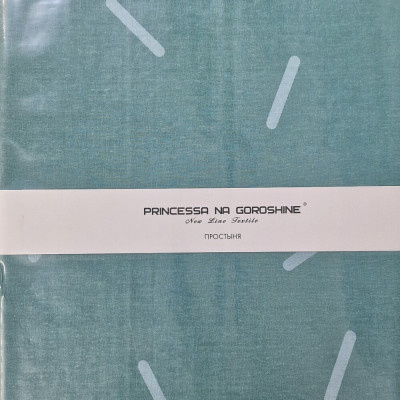 PRINCESSA NA GOROSHINE®
New Line Textile
ПРОСТЫНЯ